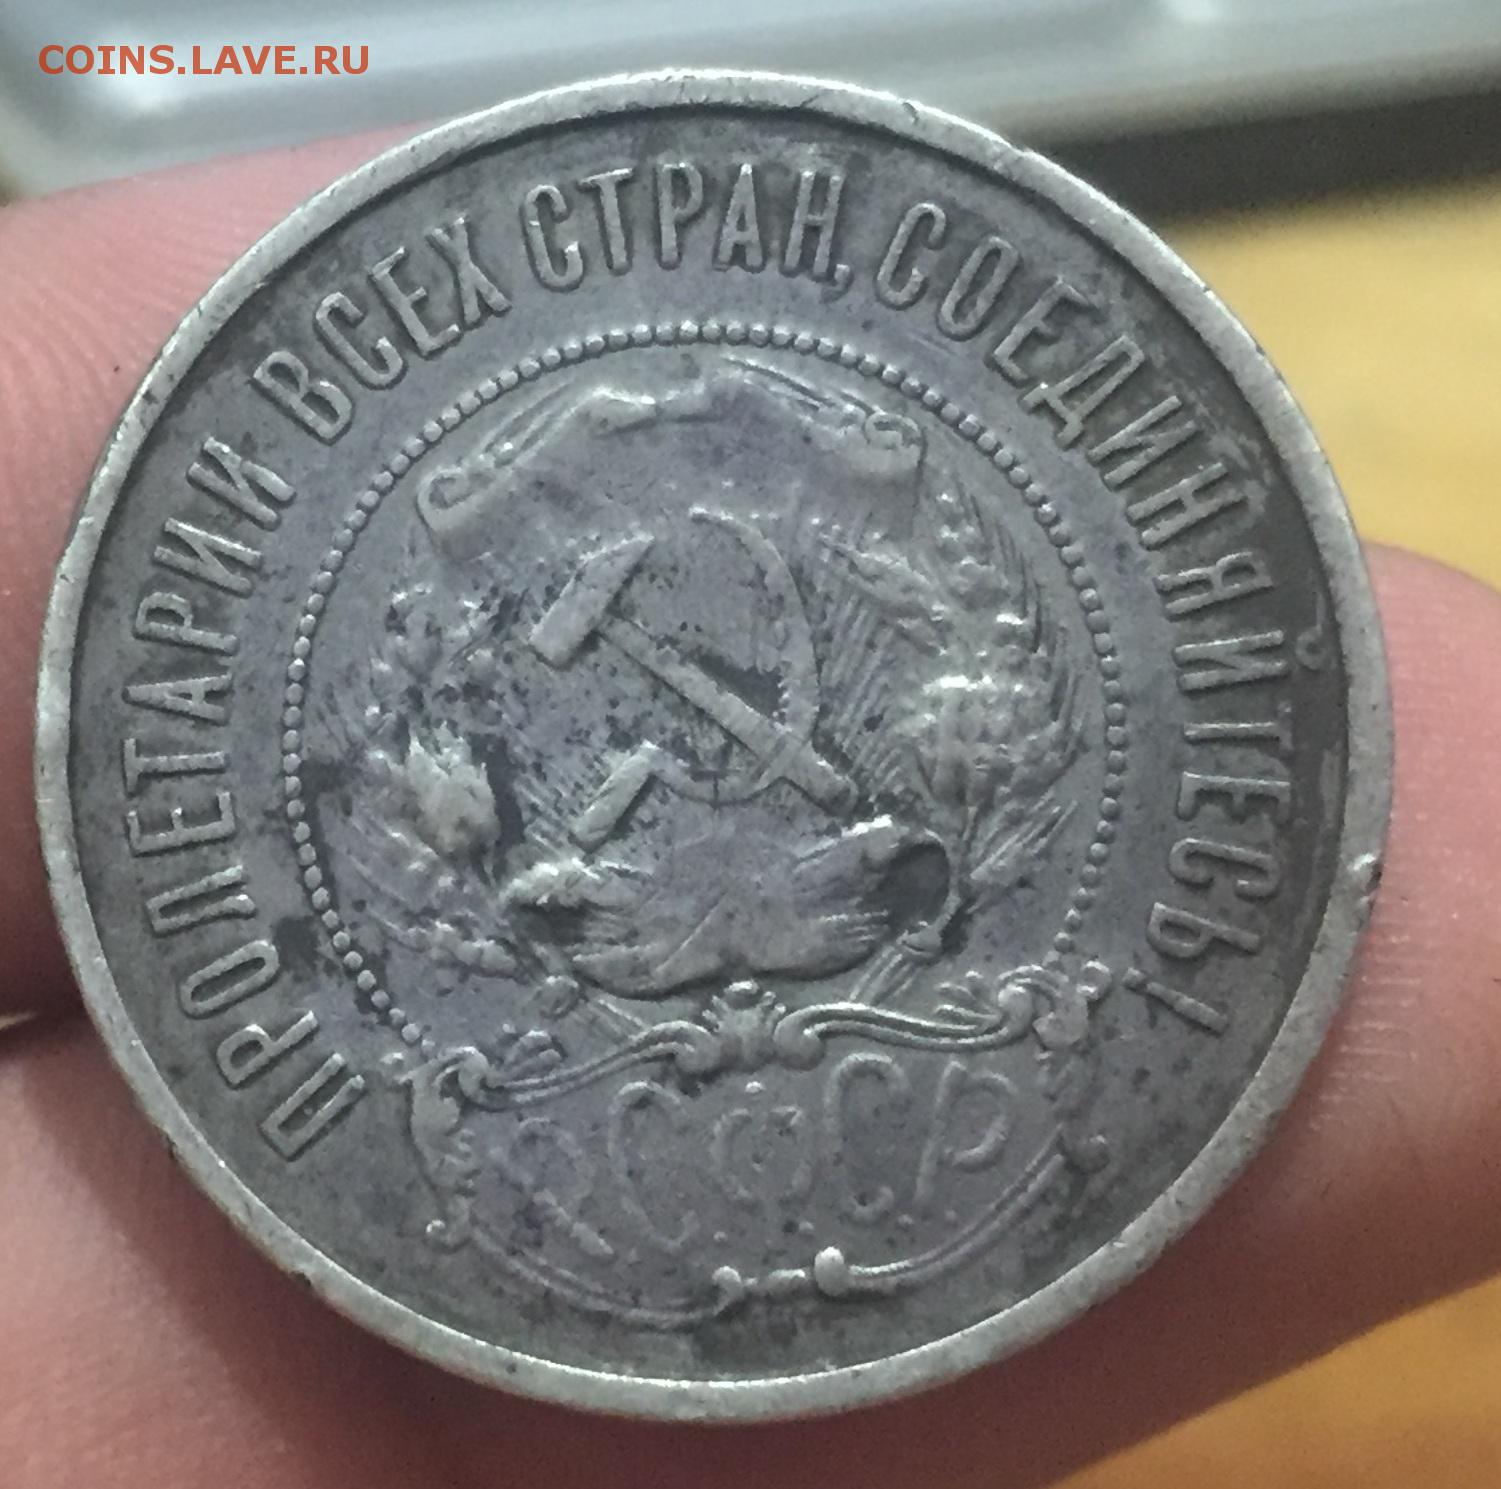 COINS.LAVE.RU
ПРОЛЕТАРИИ ВСЕХ СТРАН, СОЕДИНЯЙТЕСЬ!
Р.С.Ф.С.Р.